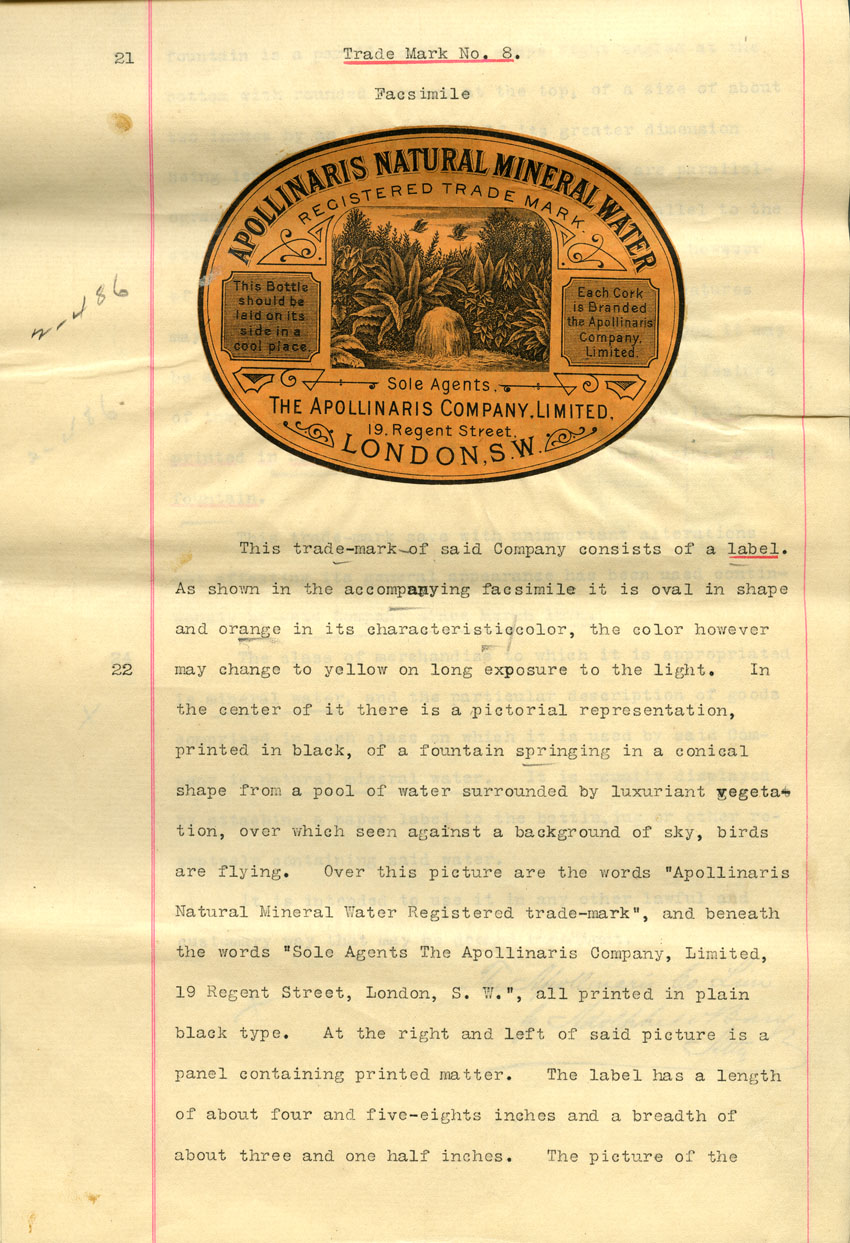 21
Trade Mark No. 8.
Facsimile
APOLLINARIS NATURAL MINERAL WATER
REGISTERED TRADE MARK.
This Bottle
should be
laid on its
side in a
cool place.
Each Cork
is Branded
the Apollinaris
Company,
Limited.
Sole Agents,
THE APOLLINARIS COMPANY, LIMITED,
19, Regent Street,
LONDON, S.W.
2-486
2-486
This trade-mark of said Company consists of a label.
As shown in the accompanying facsimile it is oval in shape
and orange in its characteristic color, the color however
22
may change to yellow on long exposure to the light. In
the center of it there is a pictorial representation,
printed in black, of a fountain springing in a conical
shape from a pool of water surrounded by luxuriant vegeta-
tion, over which seen against a background of sky, birds
are flying. Over this picture are the words "Apollinaris
Natural Mineral Water Registered trade-mark", and beneath
the words "Sole Agents The Apollinaris Company, Limited,
19 Regent Street, London, S. W.", all printed in plain
black type. At the right and left of said picture is a
panel containing printed matter. The label has a length
of about four and five-eights inches and a breadth of
about three and one half inches. The picture of the